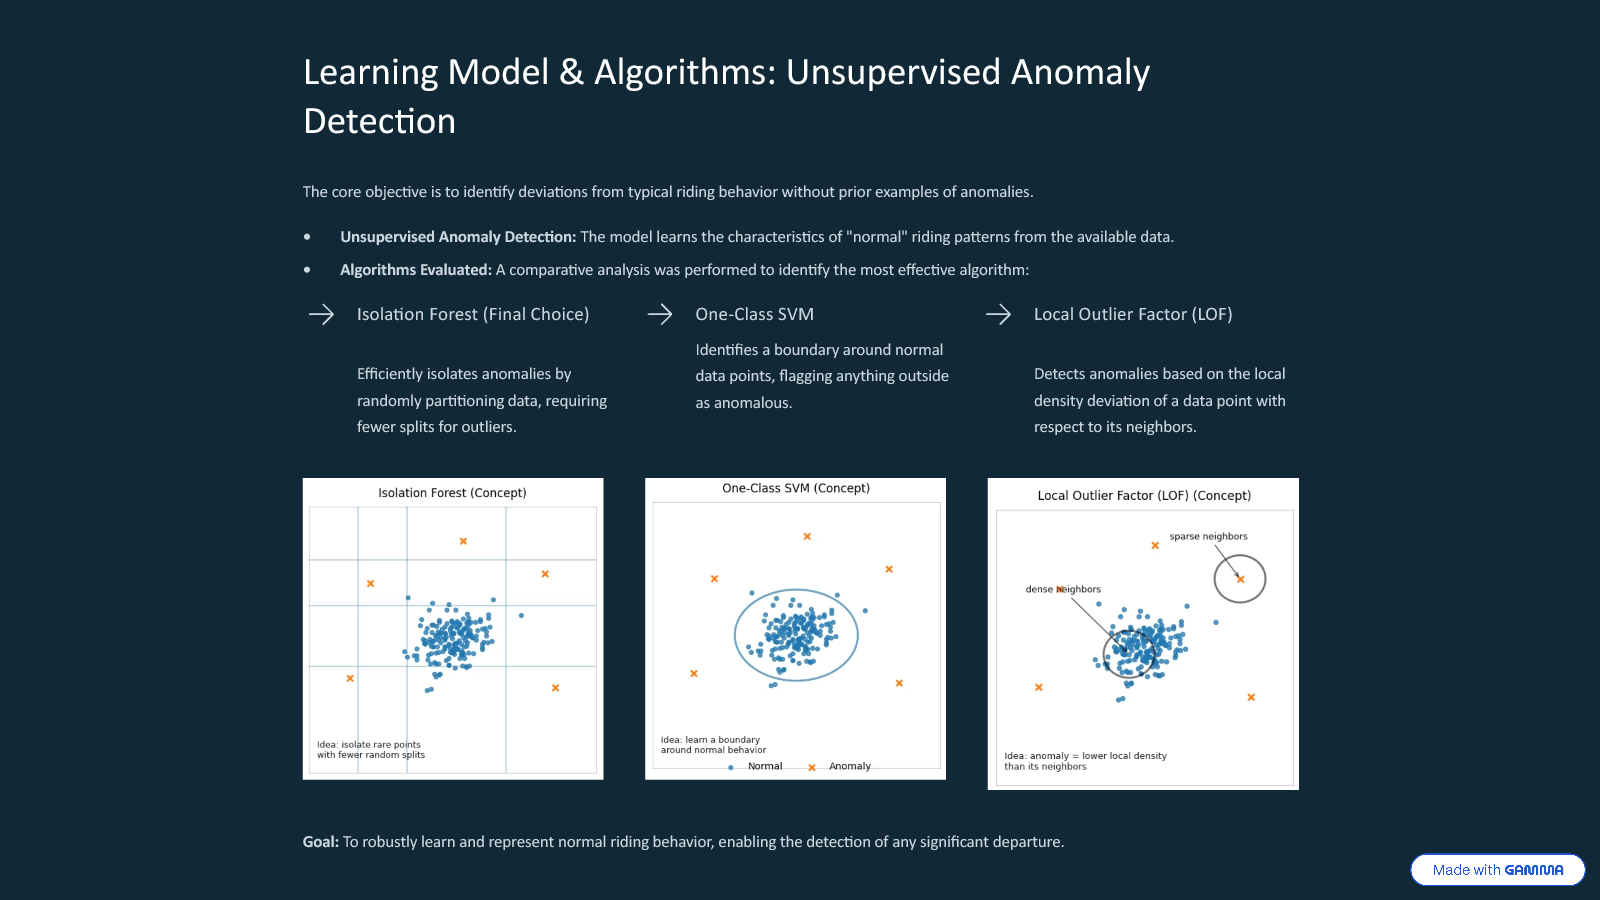 Learning Model & Algorithms: Unsupervised Anomaly
Detection
The core objective is to identify deviations from typical riding behavior without prior examples of anomalies.
• Unsupervised Anomaly Detection: The model learns the characteristics of "normal" riding patterns from the available data.
• Algorithms Evaluated: A comparative analysis was performed to identify the most effective algorithm:
Isolation Forest (Final Choice)
Efficiently isolates anomalies by
randomly partitioning data, requiring
fewer splits for outliers.
One-Class SVM
Identifies a boundary around normal
data points, flagging anything outside
as anomalous.
Local Outlier Factor (LOF)
Detects anomalies based on the local
density deviation of a data point with
respect to its neighbors.
Isolation Forest (Concept)
Idea: isolate rare points
with fewer random splits
One-Class SVM (Concept)
Idea: learn a boundary
around normal behavior
Normal
Anomaly
Local Outlier Factor (LOF) (Concept)
sparse neighbors
dense neighbors
Idea: anomaly = lower local density
than its neighbors
Goal: To robustly learn and represent normal riding behavior, enabling the detection of any significant departure.
Made with GAMMA